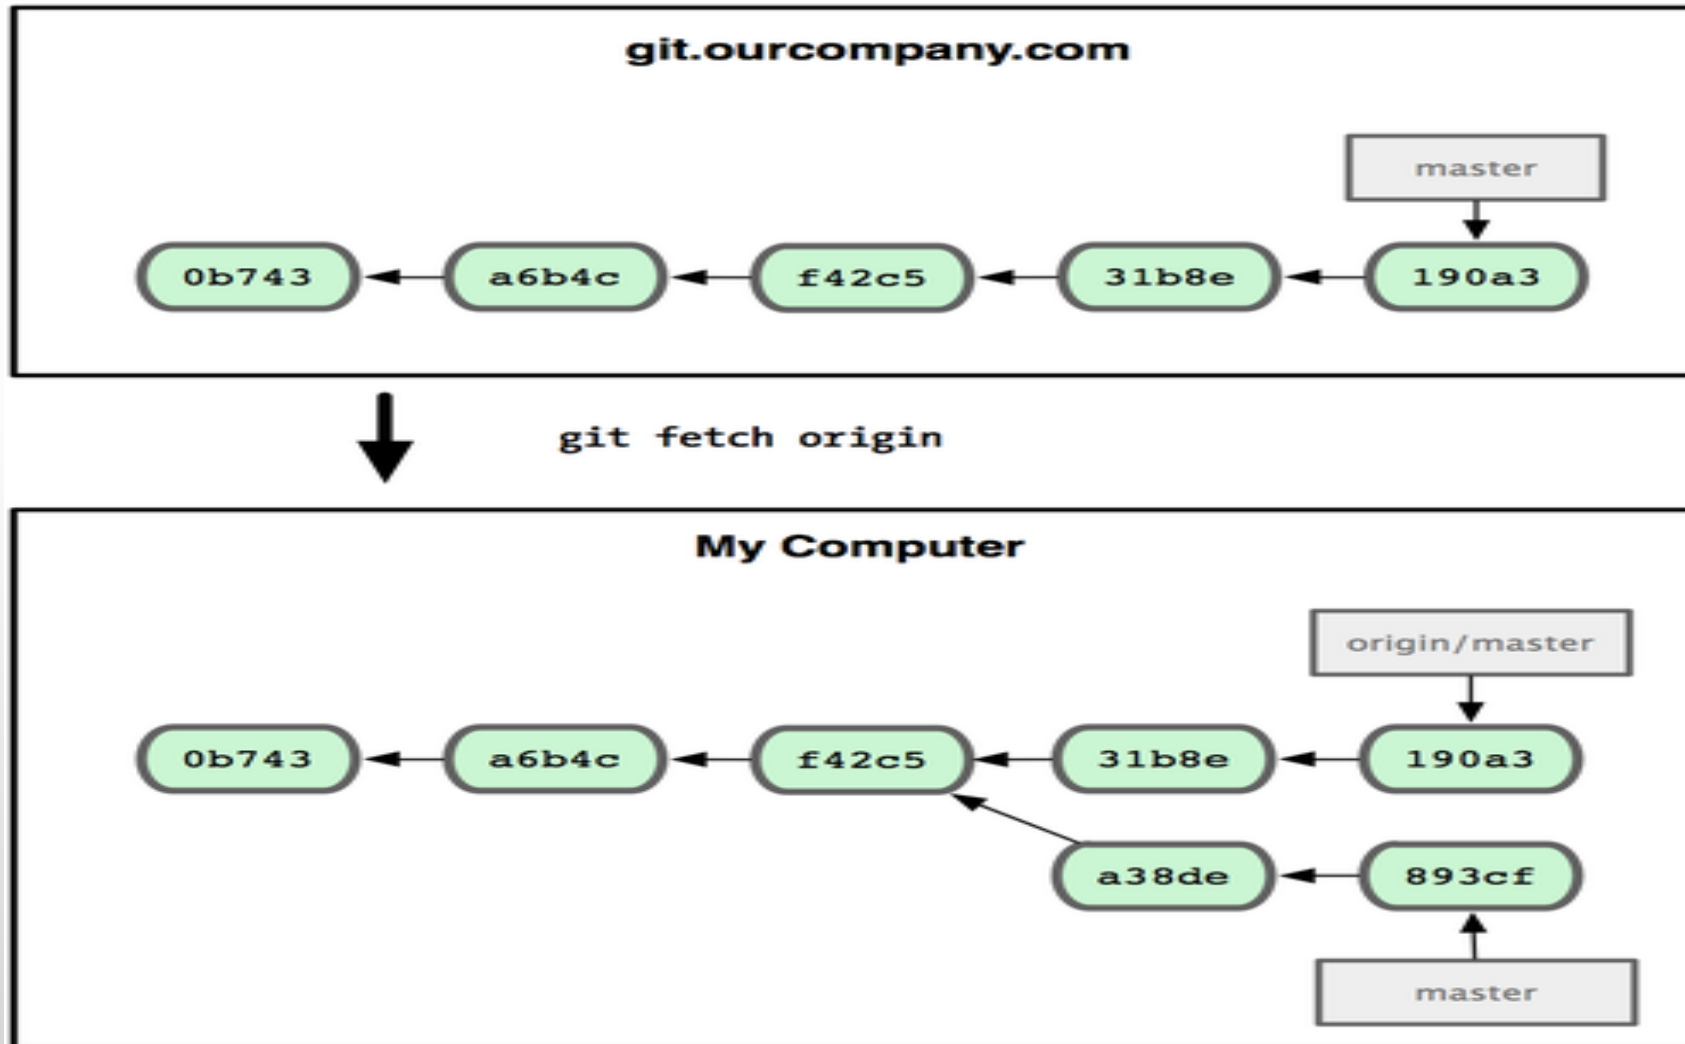 git.ourcompany.com
master
0b743 a6b4c f42c5 31b8e 190a3
git fetch origin
My Computer
origin/master
0b743 a6b4c f42c5 31b8e 190a3
a38de 893cf
master